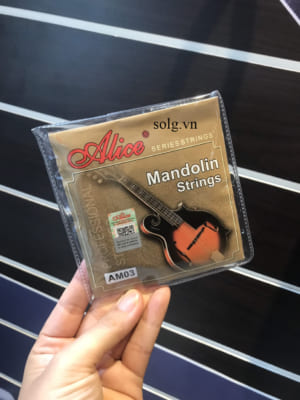 solg.vn
Alice®
SERIES STRINGS
Mandolin
Strings
AM03